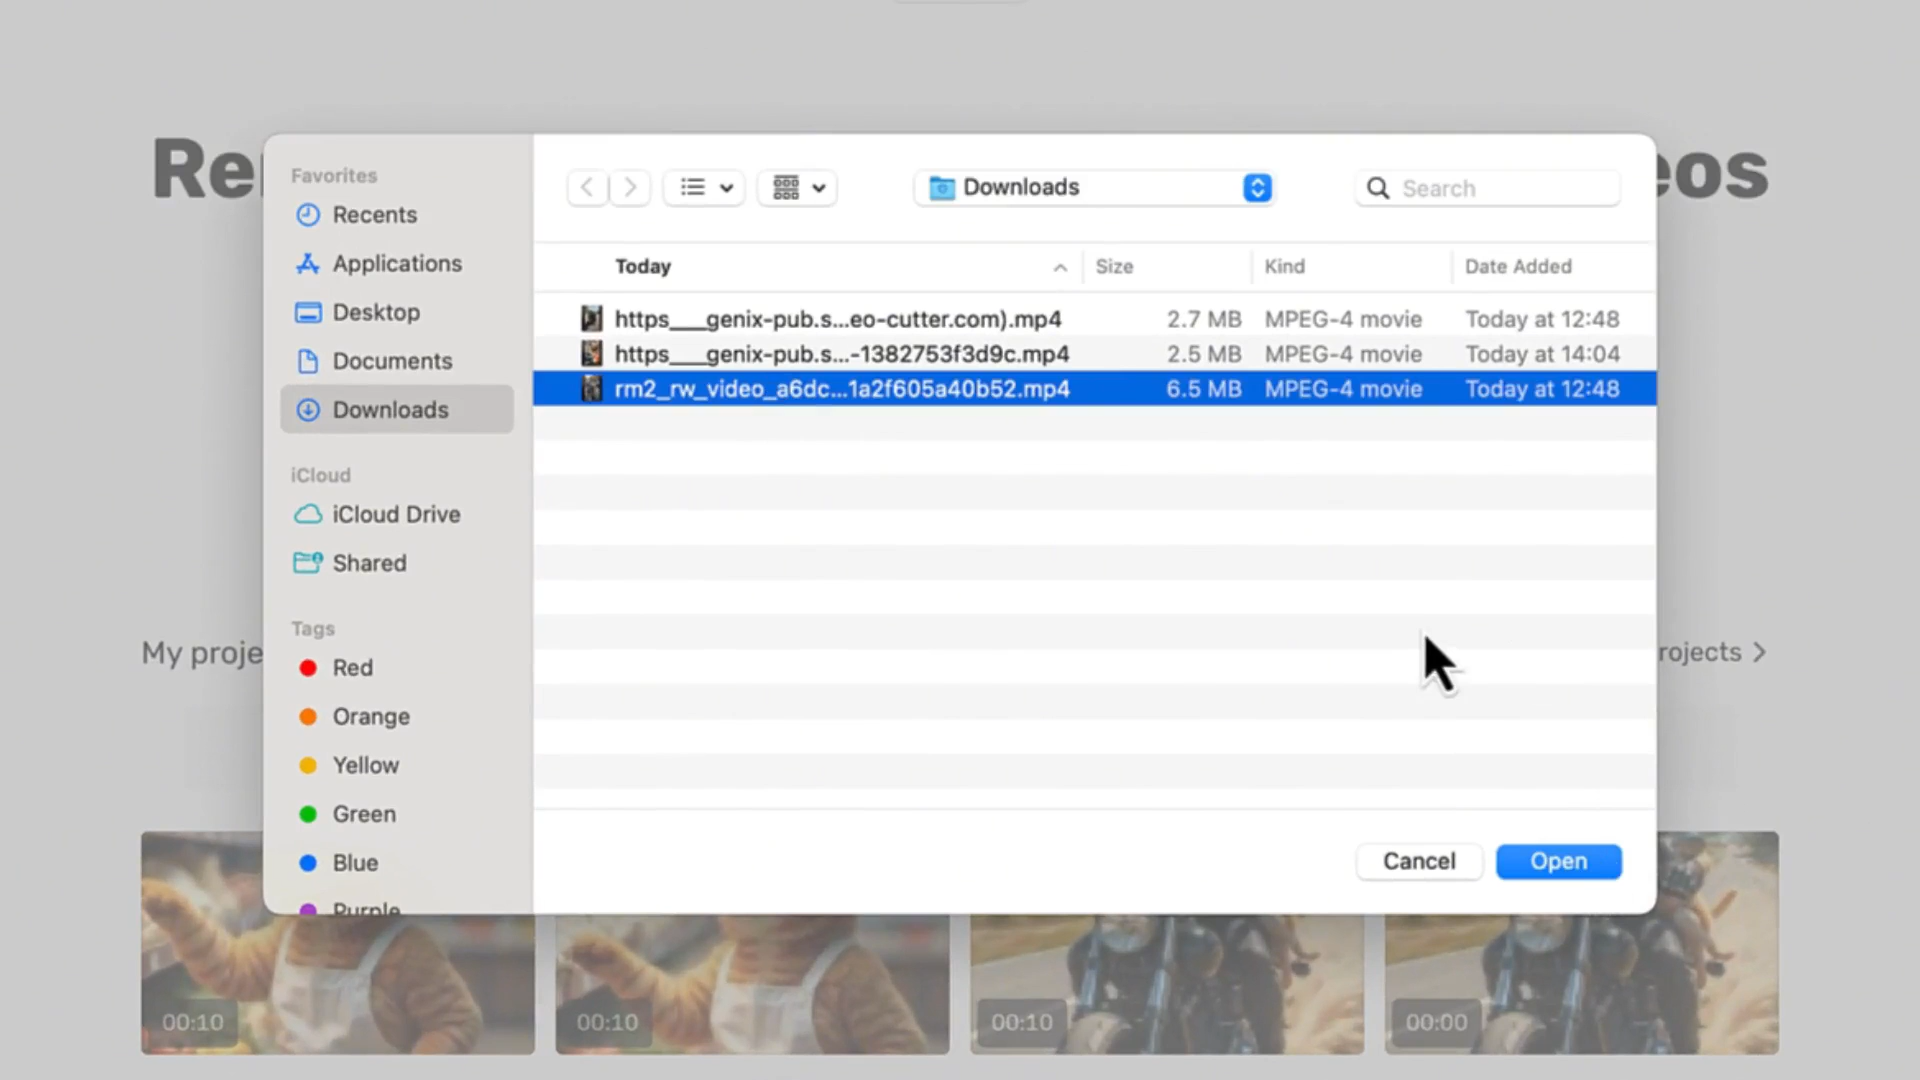 Favorites
Recents
Applications
Desktop
Documents
Downloads
iCloud
iCloud Drive
Shared
Tags
Red
Orange
Yellow
Green
Blue
Purple
Downloads
Search
Today Size Kind Date Added
https___genix-pub.s...eo-cutter.com).mp4 2.7 MB MPEG-4 movie Today at 12:48
https___genix-pub.s...-1382753f3d9c.mp4 2.5 MB MPEG-4 movie Today at 14:04
rm2_rw_video_a6dc...1a2f605a40b52.mp4 6.5 MB MPEG-4 movie Today at 12:48
Cancel Open
Re
eos
My proje
rojects >
00:10
00:10
00:10
00:00